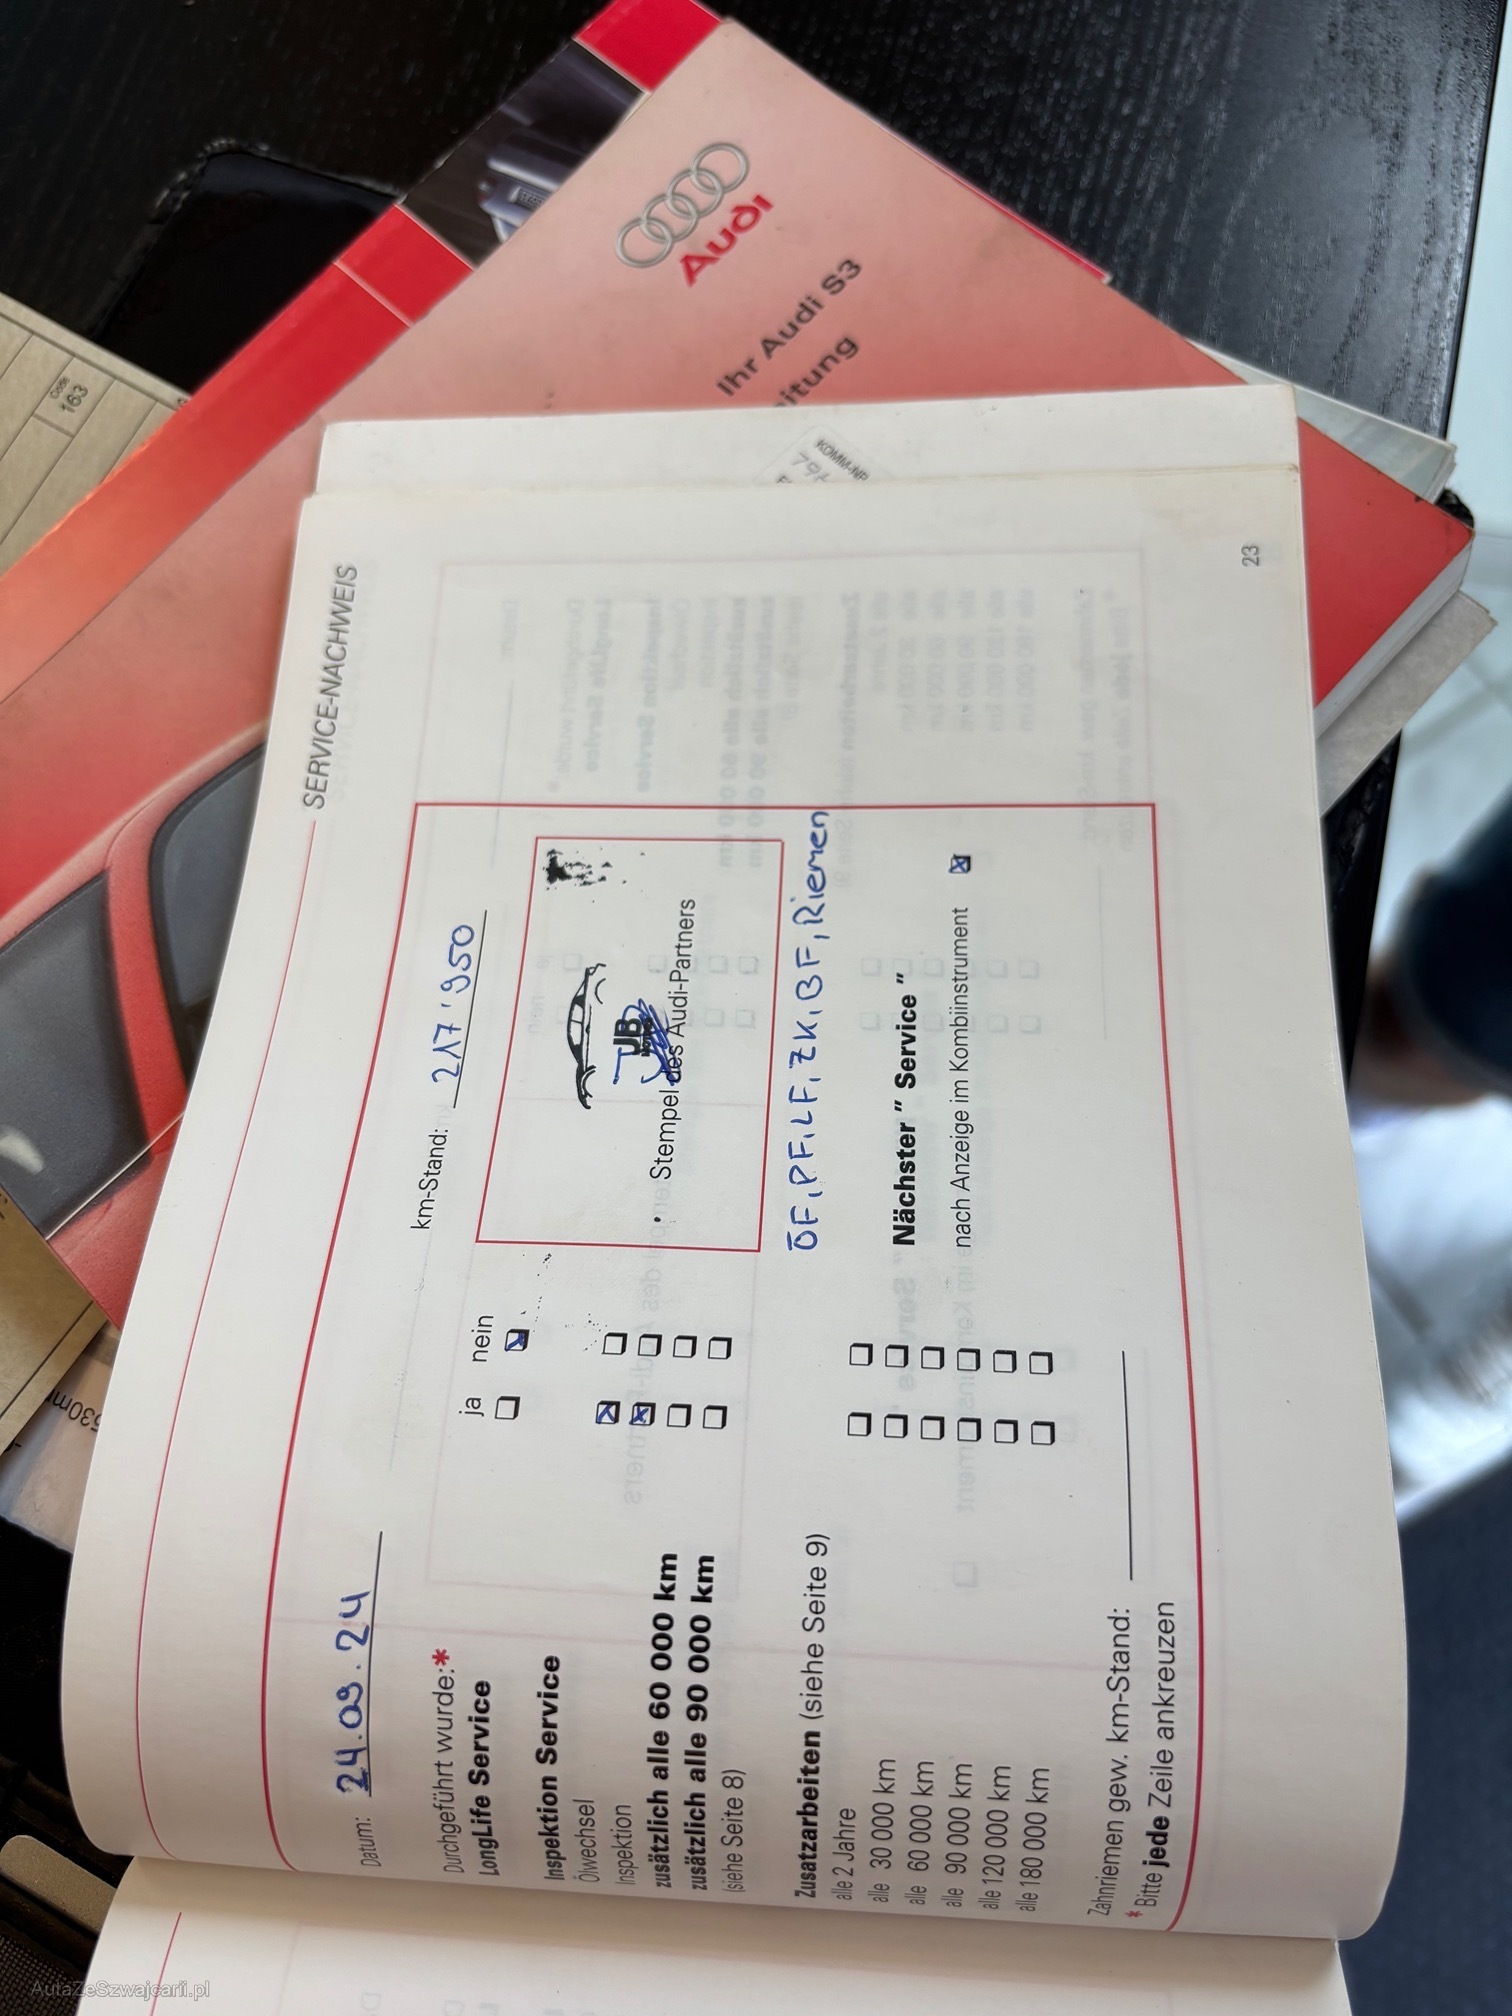 Code
163
Audi
Ihr Audi S3
itung
KOMM-NR
SERVICE-NACHWEIS
Datum: 24.09.24
km-Stand: 217'950
Durchgeführt wurde:*
ja nein
LongLife Service
Inspektion Service
Ölwechsel
Inspektion
zusätzlich alle 60 000 km
zusätzlich alle 90 000 km
(siehe Seite 8)
JB
Stempel des Audi-Partners
ÖF, PF, LF, ZK, BF, Riemen
Zusatzarbeiten (siehe Seite 9)
alle 2 Jahre
alle 30 000 km
alle 60 000 km
alle 90 000 km
alle 120 000 km
alle 180 000 km
Nächster " Service "
nach Anzeige im Kombiinstrument
Zahnriemen gew. km-Stand:
* Bitte jede Zeile ankreuzen
23
AutaZeSzwajcarii.pl